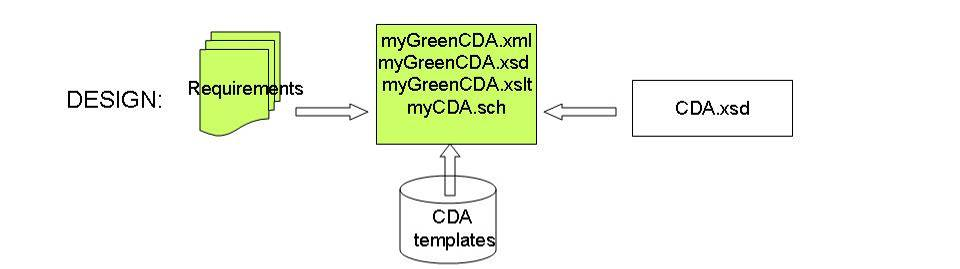 DESIGN:
Requirements
myGreenCDA.xml
myGreenCDA.xsd
myGreenCDA.xslt
myCDA.sch
CDA.xsd
CDA
templates